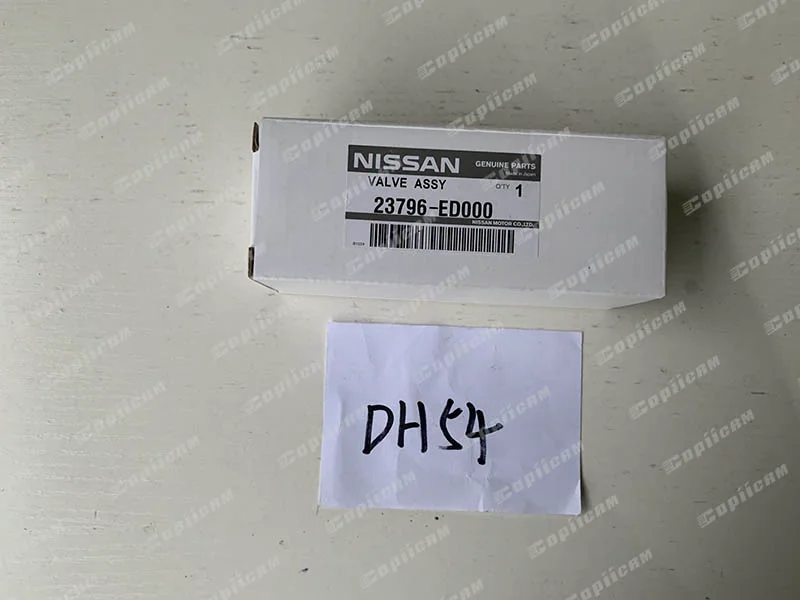 NISSAN GENUINE PARTS
Made in Japan
VALVE ASSY Q'TY 1
23796-ED000
NISSAN MOTOR CO.,LTD.
DH54
Copiicam